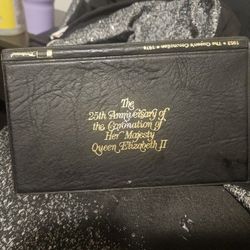 1953 • The Queen's Coronation • 1978
The
25th Anniversary of
the Coronation of
Her Majesty
Queen Elizabeth II